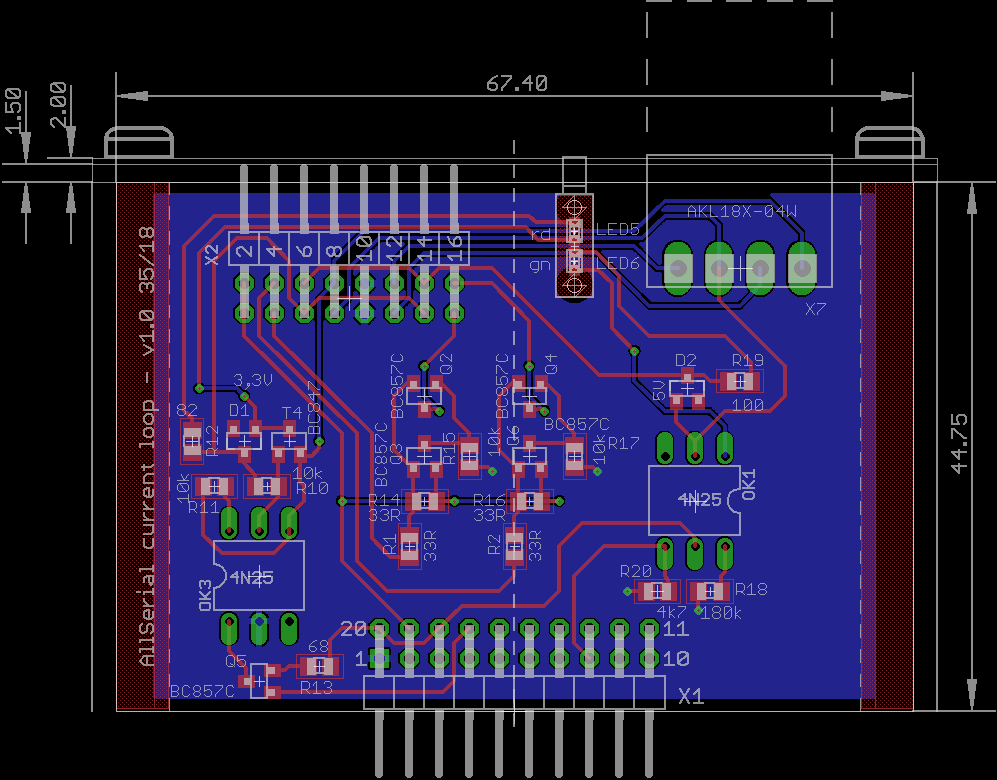 67.40
1.50
2.00
AKL18X-04W
LED5
rd
gn
LED6
X2
2
4
6
8
10
12
14
16
X7
AllSerial current loop - v1.0 35/18
44.75
3,3V
82
D1
T4
BC847
R12
10k
R11
10k
R10
BC857C
Q2
BC857C
Q4
D2
R19
5V
100
BC857C
Q3
R15
10k
BC857C
Q6
10k
R17
R14
33R
R16
33R
R1
33R
R2
33R
4N25
OK1
4N25
OK3
R20
4k7
R18
180k
20
11
1
10
X1
Q5
BC857C
68
R13